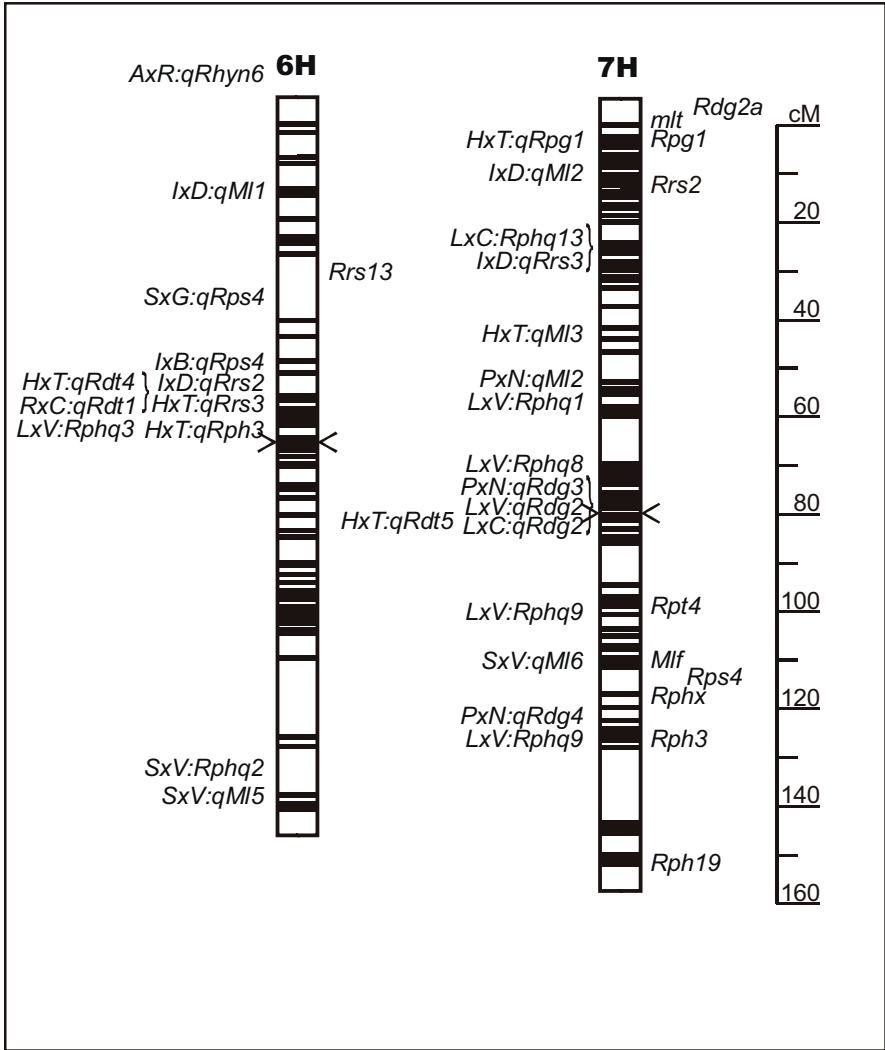 AxR:qRhyn6
6H
IxD:qMl1
Rrs13
SxG:qRps4
IxB:qRps4
HxT:qRdt4 } IxD:qRrs2
RxC:qRdt1 HxT:qRrs3
LxV:Rphq3 HxT:qRph3
SxV:Rphq2
SxV:qMl5
7H
Rdg2a
mlt
HxT:qRpg1 Rpg1
IxD:qMl2
Rrs2
LxC:Rphq13
IxD:qRrs3 }
HxT:qMl3
PxN:qMl2
LxV:Rphq1
LxV:Rphq8
PxN:qRdg3
LxV:qRdg2 }
HxT:qRdt5 LxC:qRdg2
LxV:Rphq9 Rpt4
SxV:qMl6 Mlf
Rps4
Rphx
PxN:qRdg4
LxV:Rphq9 Rph3
Rph19
cM
20
40
60
80
100
120
140
160